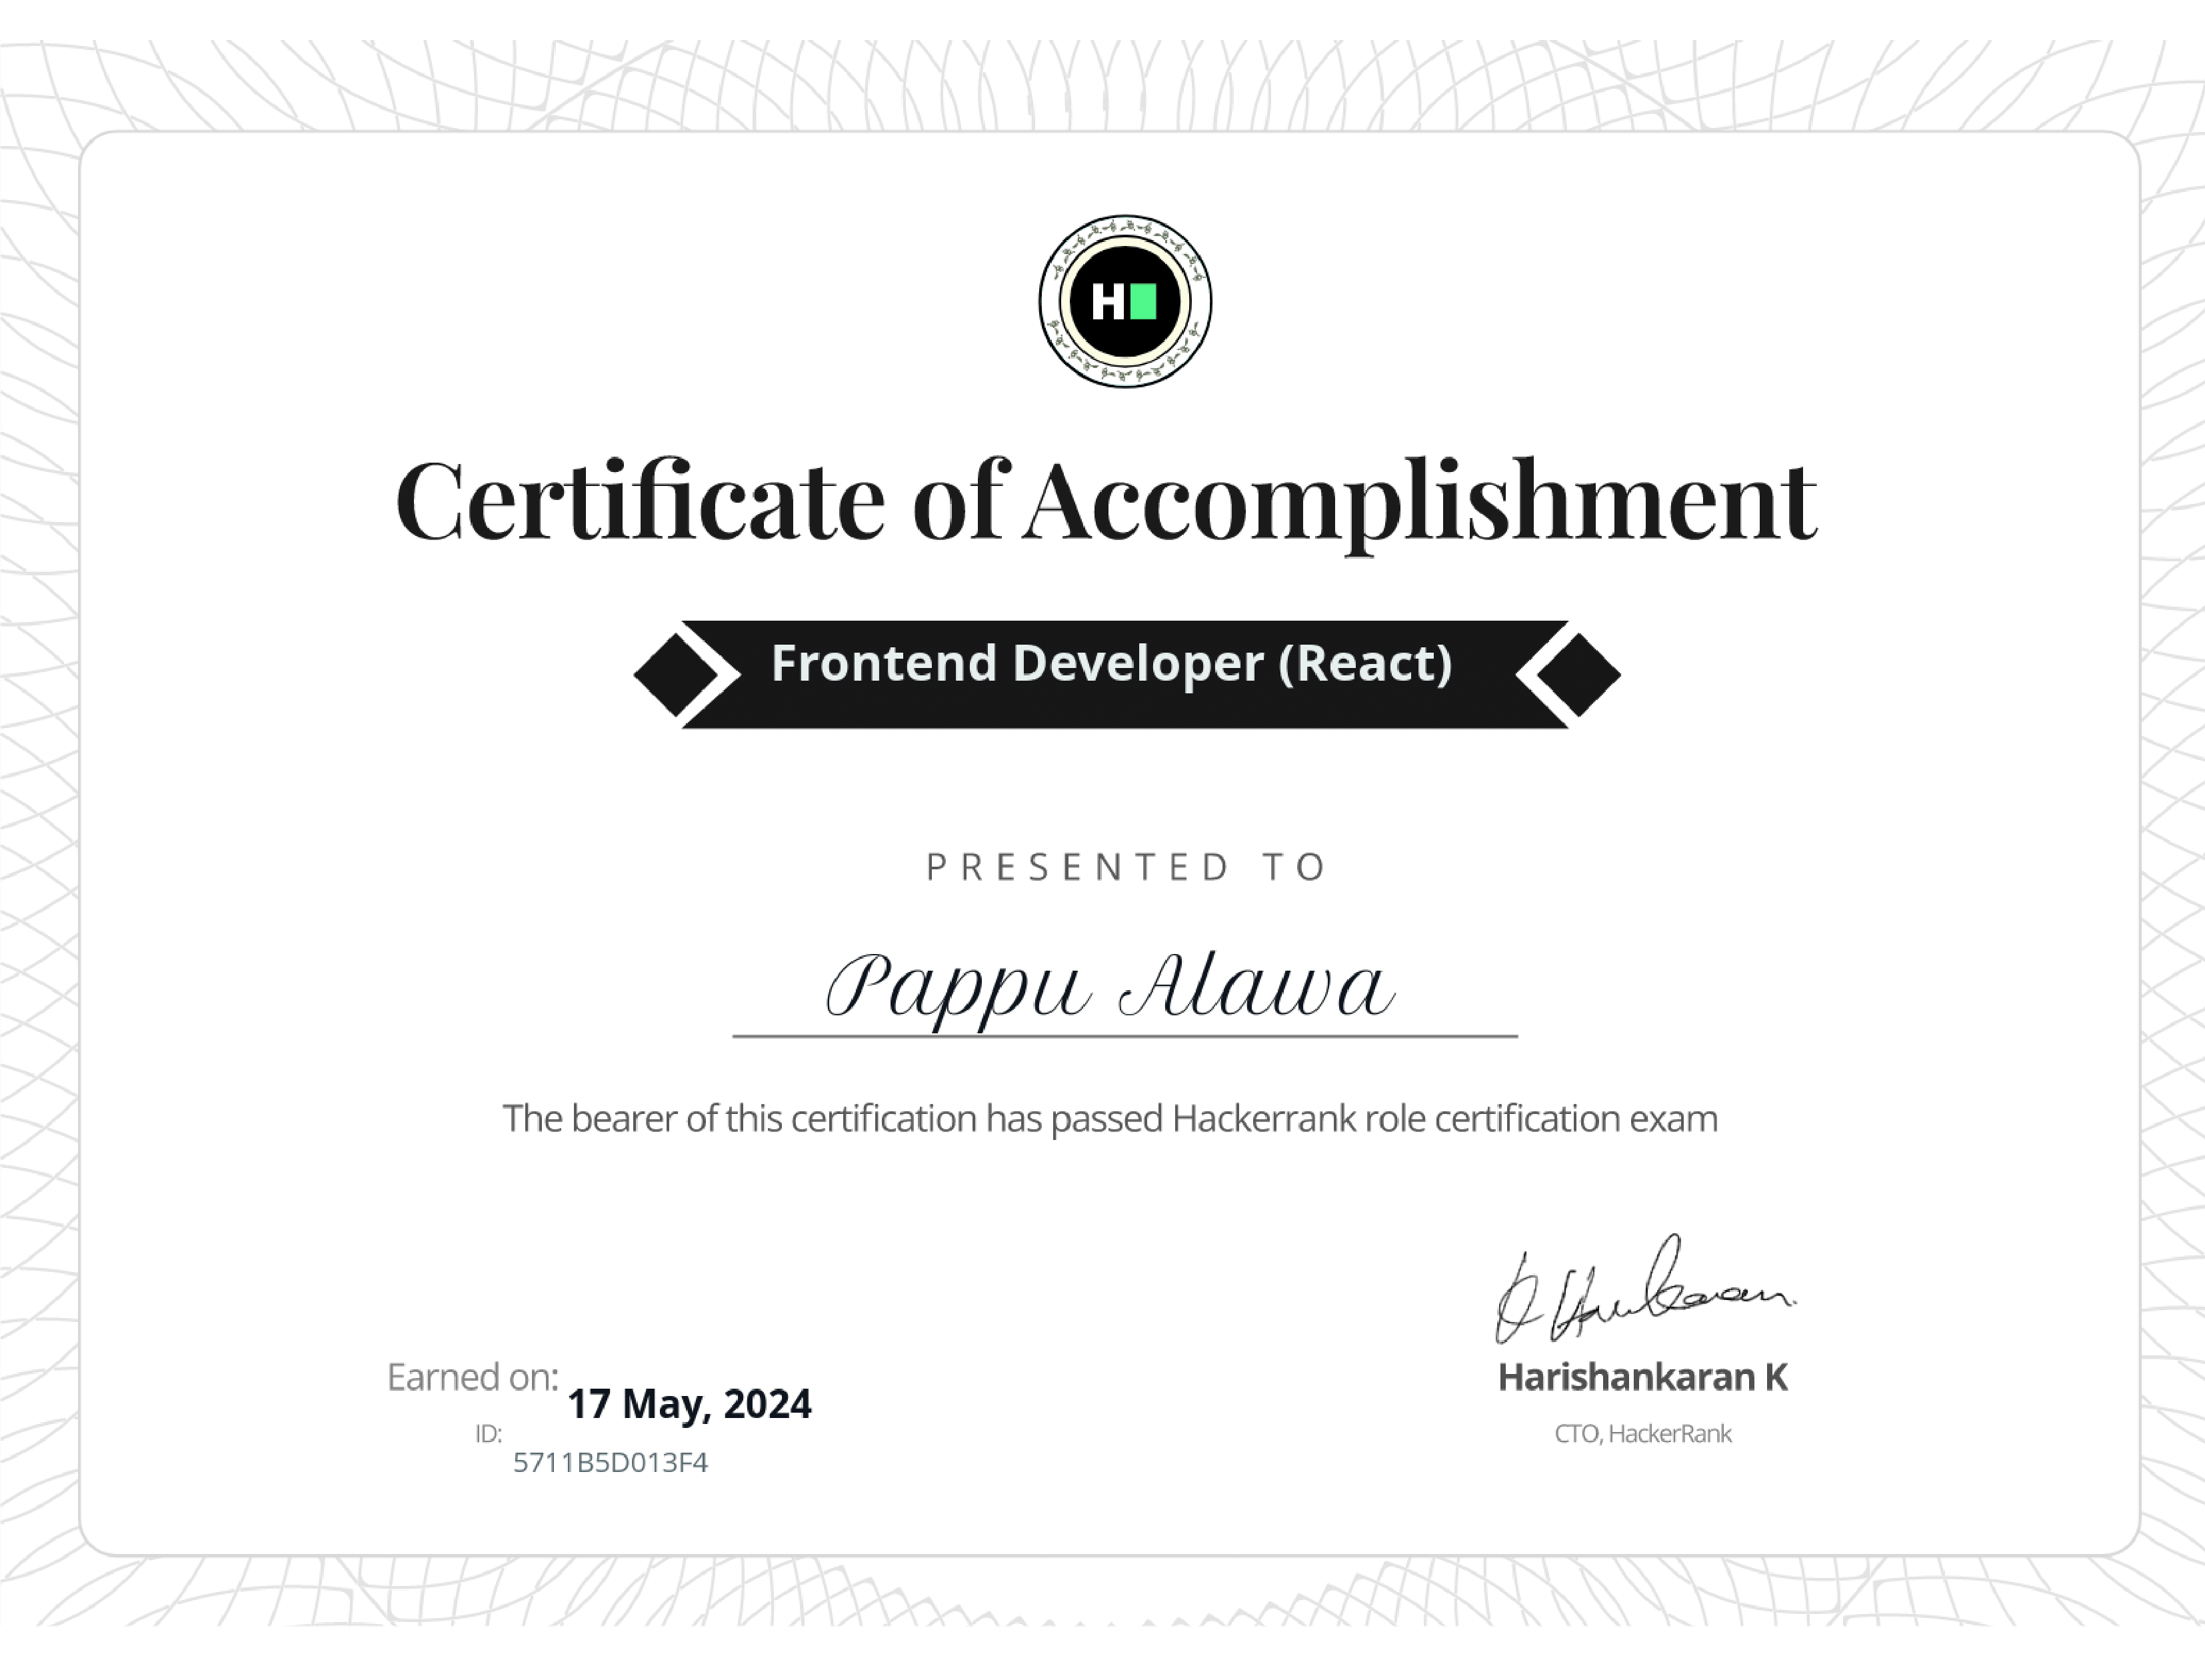 H
Certificate of Accomplishment
Frontend Developer (React)
PRESENTED TO
Pappu Alawa
The bearer of this certification has passed Hackerrank role certification exam
Earned on: 17 May, 2024
ID: 5711B5D013F4
Harishankaran K
CTO, HackerRank